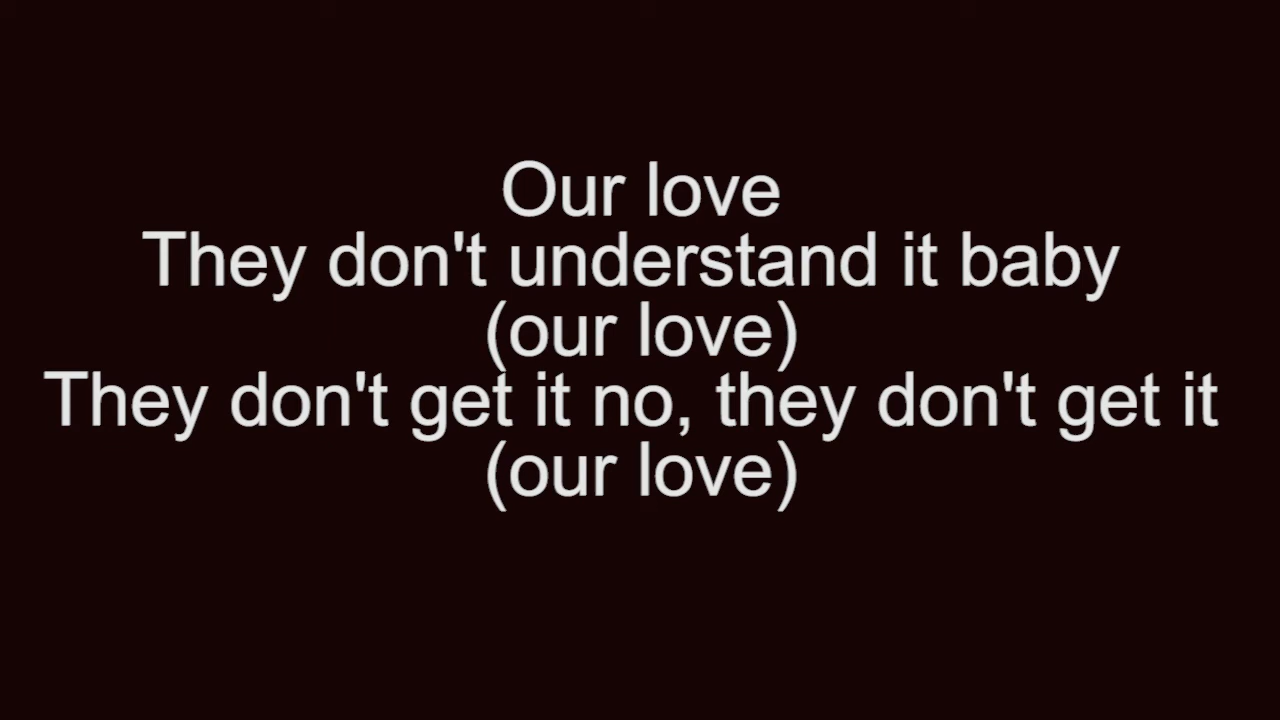 Our love
They don't understand it baby
(our love)
They don't get it no, they don't get it
(our love)